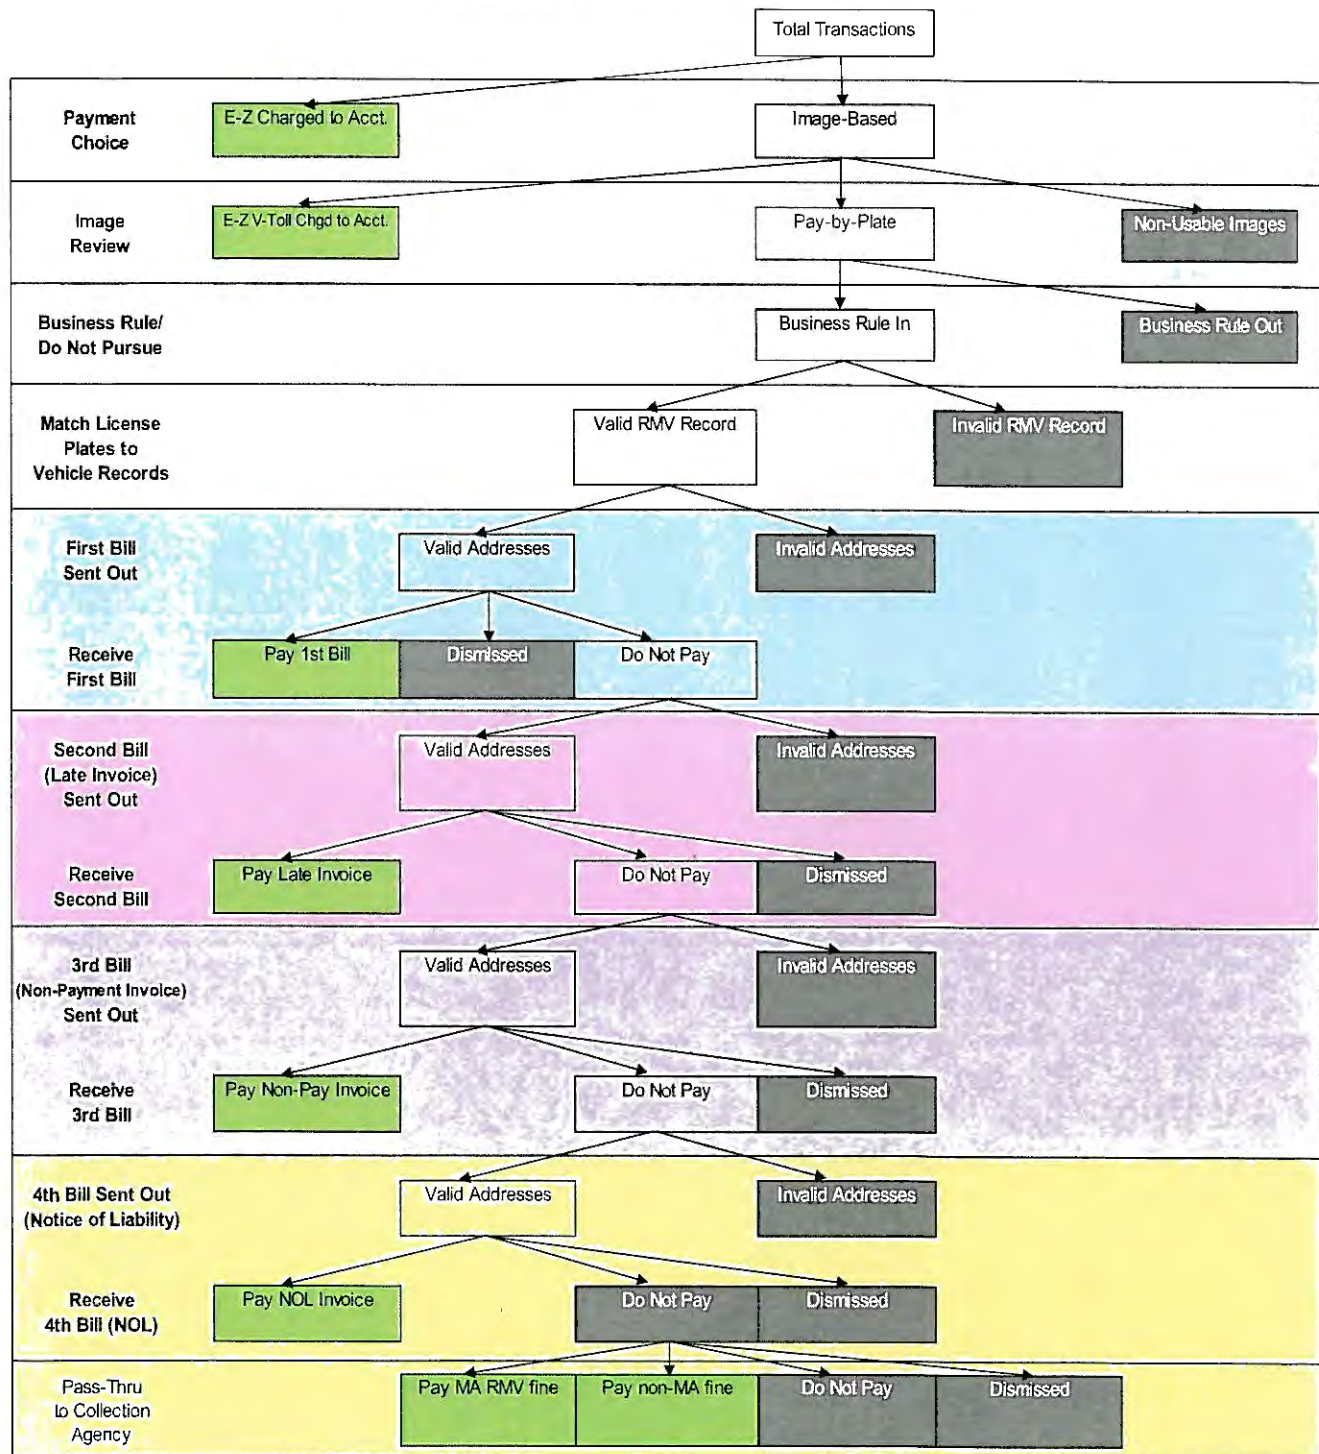 Total Transactions
Payment
Choice
E-Z Charged to Acct.
Image-Based
Image
Review
E-Z V-Toll Chgd to Acct.
Pay-by-Plate
Non-Usable Images
Business Rule/
Do Not Pursue
Business Rule In
Business Rule Out
Match License
Plates to
Vehicle Records
Valid RMV Record
Invalid RMV Record
First Bill
Sent Out
Valid Addresses
Invalid Addresses
Receive
First Bill
Pay 1st Bill
Dismissed
Do Not Pay
Second Bill
(Late Invoice)
Sent Out
Valid Addresses
Invalid Addresses
Receive
Second Bill
Pay Late Invoice
Do Not Pay
Dismissed
3rd Bill
(Non-Payment Invoice)
Sent Out
Valid Addresses
Invalid Addresses
Receive
3rd Bill
Pay Non-Pay Invoice
Do Not Pay
Dismissed
4th Bill Sent Out
(Notice of Liability)
Valid Addresses
Invalid Addresses
Receive
4th Bill (NOL)
Pay NOL Invoice
Do Not Pay
Dismissed
Pass-Thru
to Collection
Agency
Pay MA RMV fine
Pay non-MA fine
Do Not Pay
Dismissed